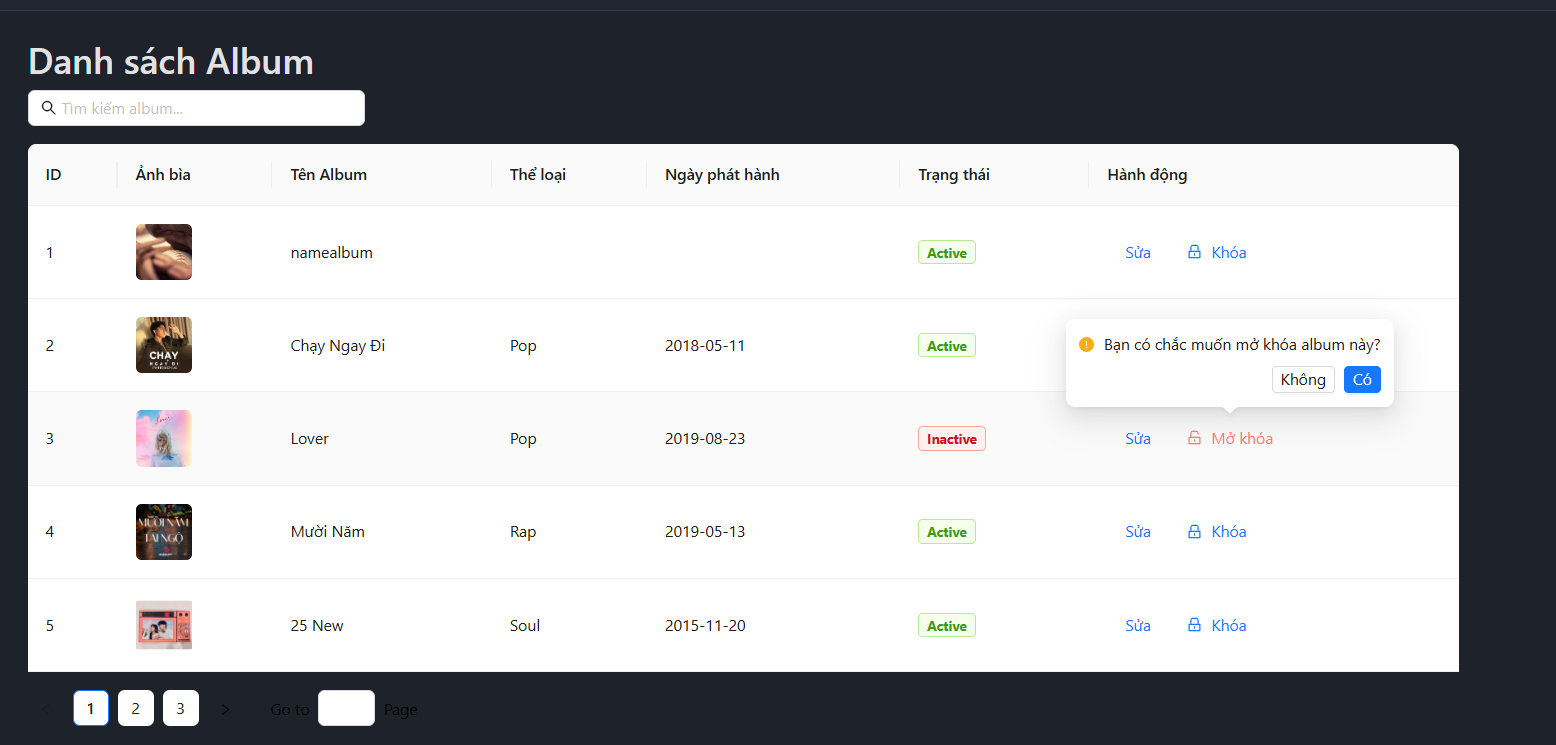 Danh sách Album
Tìm kiếm album...
ID Ảnh bìa Tên Album Thể loại Ngày phát hành Trạng thái Hành động
1 namealbum Active Sửa Khóa
CHẠY
2 Chạy Ngay Đi Pop 2018-05-11 Active
Bạn có chắc muốn mở khóa album này?
Không Có
Lover
3 Lover Pop 2019-08-23 Inactive Sửa Mở khóa
MƯỜI NĂM
4 Mười Năm Rap 2019-05-13 Active Sửa Khóa
5 25 New Soul 2015-11-20 Active Sửa Khóa
1 2 3 Go to Page